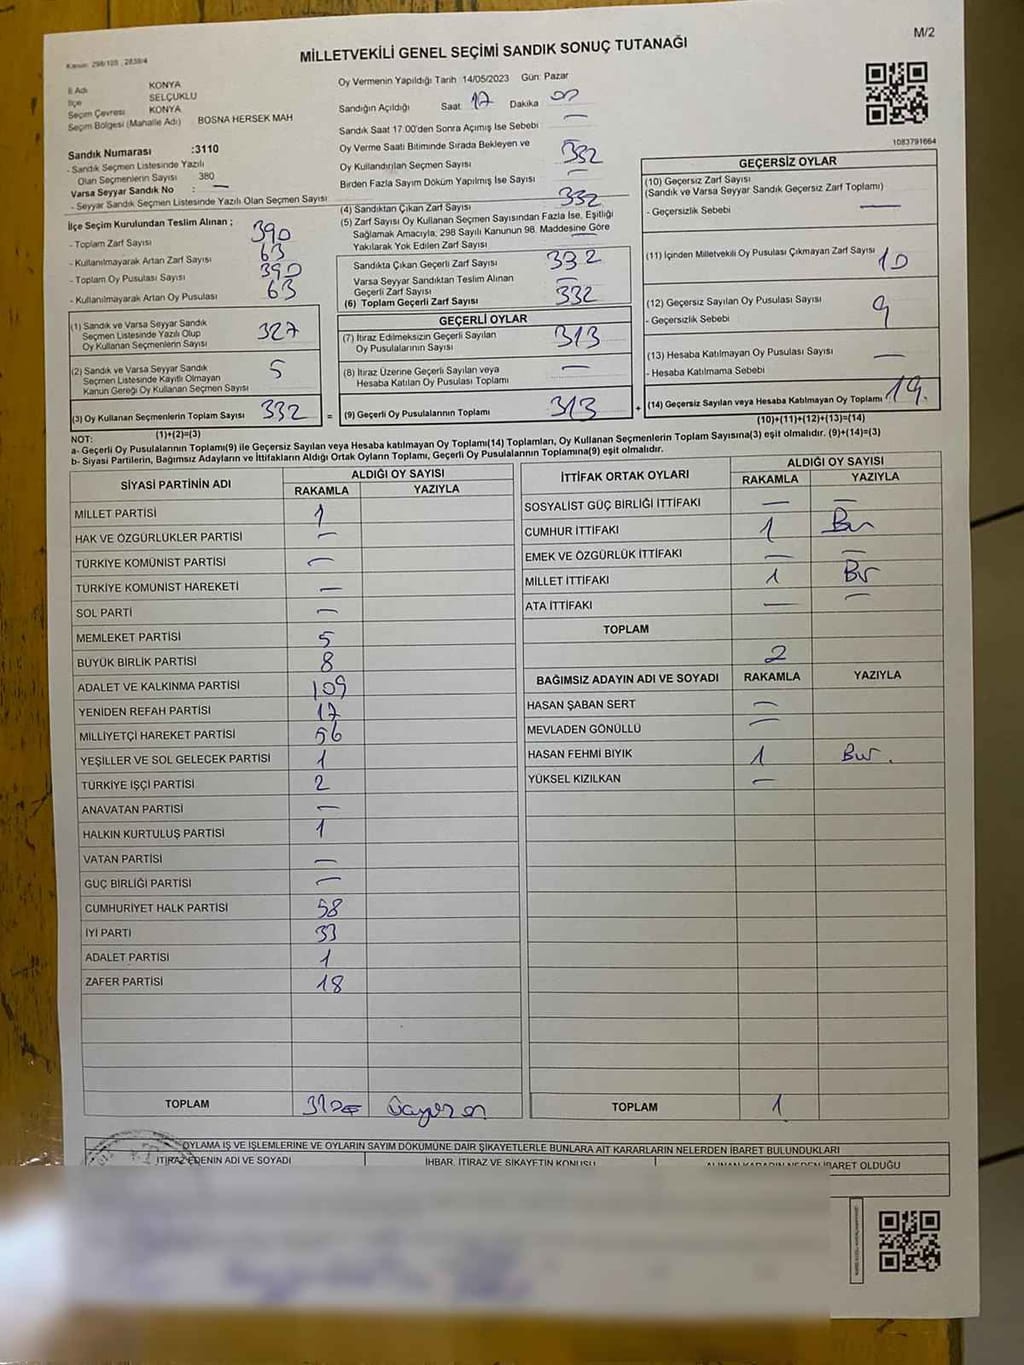 M/2
Kanun: 298/105 , 2839/4
MİLLETVEKİLİ GENEL SEÇİMİ SANDIK SONUÇ TUTANAĞI
İl Adı KONYA
İlçe SELÇUKLU
Seçim Çevresi KONYA
Seçim Bölgesi (Mahalle Adı) BOSNA HERSEK MAH
Sandık Numarası :3110
- Sandık Seçmen Listesinde Yazılı
Olan Seçmenlerin Sayısı 380
Varsa Seyyar Sandık No : —
- Seyyar Sandık Seçmen Listesinde Yazılı Olan Seçmen Sayısı
Oy Vermenin Yapıldığı Tarih 14/05/2023 Gün: Pazar
Sandığın Açıldığı Saat 17 Dakika 00
Sandık Saat 17.00'den Sonra Açımış İse Sebebi —
Oy Verme Saati Bitiminde Sırada Bekleyen ve
Oy Kullandırılan Seçmen Sayısı 332
Birden Fazla Sayım Döküm Yapılmış İse Sayısı —
1083791664
İlçe Seçim Kurulundan Teslim Alınan ;
- Toplam Zarf Sayısı 390
- Kullanılmayarak Artan Zarf Sayısı 63
- Toplam Oy Pusulası Sayısı 390
- Kullanılmayarak Artan Oy Pusulası 63
(1) Sandık ve Varsa Seyyar Sandık
Seçmen Listesinde Yazılı Olup
Oy Kullanan Seçmenlerin Sayısı 327
(2) Sandık ve Varsa Seyyar Sandık
Seçmen Listesinde Kayıtlı Olmayan
Kanun Gereği Oy Kullanan Seçmen Sayısı 5
(3) Oy Kullanan Seçmenlerin Toplam Sayısı 332 =
(1)+(2)=(3)
(4) Sandıktan Çıkan Zarf Sayısı 332
(5) Zarf Sayısı Oy Kullanan Seçmen Sayısından Fazla İse, Eşitliği
Sağlamak Amacıyla, 298 Sayılı Kanunun 98. Maddesine Göre
Yakılarak Yok Edilen Zarf Sayısı —
Sandıkta Çıkan Geçerli Zarf Sayısı 332
Varsa Seyyar Sandıktan Teslim Alınan
Geçerli Zarf Sayısı —
(6) Toplam Geçerli Zarf Sayısı 332
GEÇERLİ OYLAR
(7) İtiraz Edilmeksizin Geçerli Sayılan
Oy Pusulalarının Sayısı 313
(8) İtiraz Üzerine Geçerli Sayılan veya
Hesaba Katılan Oy Pusulası Toplamı —
(9) Geçerli Oy Pusulalarının Toplamı 313 +
GEÇERSİZ OYLAR
(10) Geçersiz Zarf Sayısı
(Sandık ve Varsa Seyyar Sandık Geçersiz Zarf Toplamı)
- Geçersizlik Sebebi —
(11) İçinden Milletvekili Oy Pusulası Çıkmayan Zarf Sayısı 10
(12) Geçersiz Sayılan Oy Pusulası Sayısı 9
- Geçersizlik Sebebi
(13) Hesaba Katılmayan Oy Pusulası Sayısı —
- Hesaba Katılmama Sebebi
(14) Geçersiz Sayılan veya Hesaba Katılmayan Oy Toplamı 19.
(10)+(11)+(12)+(13)=(14)
NOT:
a- Geçerli Oy Pusulalarının Toplamı(9) ile Geçersiz Sayılan veya Hesaba katılmayan Oy Toplamı(14) Toplamları, Oy Kullanan Seçmenlerin Toplam Sayısına(3) eşit olmalıdır. (9)+(14)=(3)
b- Siyasi Partilerin, Bağımsız Adayların ve İttifakların Aldığı Ortak Oyların Toplamı, Geçerli Oy Pusulalarının Toplamına(9) eşit olmalıdır.
SİYASİ PARTİNİN ADI ALDIĞI OY SAYISI
RAKAMLA YAZIYLA
MİLLET PARTİSİ 1
HAK VE ÖZGÜRLÜKLER PARTİSİ —
TÜRKİYE KOMÜNİST PARTİSİ —
TÜRKİYE KOMÜNİST HAREKETİ —
SOL PARTİ —
MEMLEKET PARTİSİ 5
BÜYÜK BİRLİK PARTİSİ 8
ADALET VE KALKINMA PARTİSİ 109
YENİDEN REFAH PARTİSİ 17
MİLLİYETÇİ HAREKET PARTİSİ 56
YEŞİLLER VE SOL GELECEK PARTİSİ 1
TÜRKİYE İŞÇİ PARTİSİ 2
ANAVATAN PARTİSİ —
HALKIN KURTULUŞ PARTİSİ 1
VATAN PARTİSİ —
GÜÇ BİRLİĞİ PARTİSİ —
CUMHURİYET HALK PARTİSİ 58
İYİ PARTİ 33
ADALET PARTİSİ 1
ZAFER PARTİSİ 18
TOPLAM
İTTİFAK ORTAK OYLARI ALDIĞI OY SAYISI
RAKAMLA YAZIYLA
SOSYALİST GÜÇ BİRLİĞİ İTTİFAKI — —
CUMHUR İTTİFAKI 1 Bir
EMEK VE ÖZGÜRLÜK İTTİFAKI — —
MİLLET İTTİFAKI 1 Bir
ATA İTTİFAKI — —
TOPLAM 2
BAĞIMSIZ ADAYIN ADI VE SOYADI RAKAMLA YAZIYLA
HASAN ŞABAN SERT —
MEVLADEN GÖNÜLLÜ —
HASAN FEHMİ BIYIK 1 Bir.
YÜKSEL KIZILKAN —
TOPLAM 1
OYLAMA İŞ VE İŞLEMLERİNE VE OYLARIN SAYIM DÖKÜMÜNE DAİR ŞİKAYETLERLE BUNLARA AİT KARARLARIN NELERDEN İBARET BULUNDUKLARI
İTİRAZ EDENİN ADI VE SOYADI İHBAR, İTİRAZ VE ŞİKAYETİN KONUSU ALINAN KARARIN NEDEN İBARET OLDUĞU